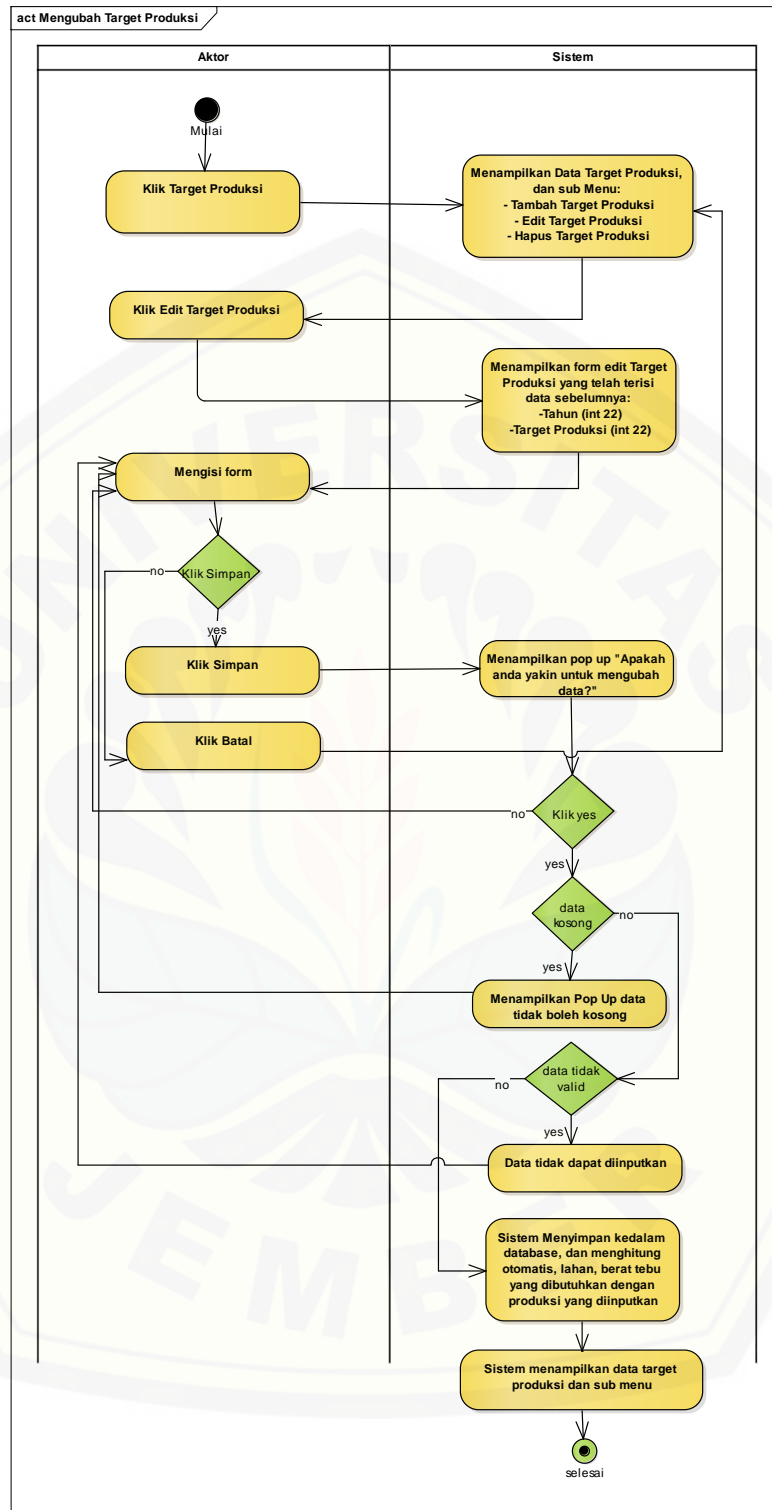 act Mengubah Target Produksi
Aktor
Sistem
Mulai
Klik Target Produksi
Menampilkan Data Target Produksi,
dan sub Menu:
- Tambah Target Produksi
- Edit Target Produksi
- Hapus Target Produksi
Klik Edit Target Produksi
Menampilkan form edit Target
Produksi yang telah terisi
data sebelumnya:
-Tahun (int 22)
-Target Produksi (int 22)
Mengisi form
no
Klik Simpan
yes
Klik Simpan
Menampilkan pop up "Apakah
anda yakin untuk mengubah
data?"
Klik Batal
no
Klik yes
yes
data
kosong
no
yes
Menampilkan Pop Up data
tidak boleh kosong
no
data tidak
valid
yes
Data tidak dapat diinputkan
Sistem Menyimpan kedalam
database, dan menghitung
otomatis, lahan, berat tebu
yang dibutuhkan dengan
produksi yang diinputkan
Sistem menampilkan data target
produksi dan sub menu
selesai
UNIVERSITAS
JEMBER